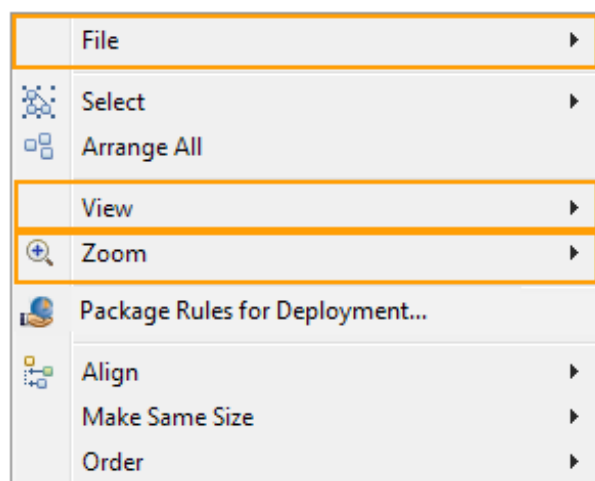 File
Select
Arrange All
View
Zoom
Package Rules for Deployment...
Align
Make Same Size
Order